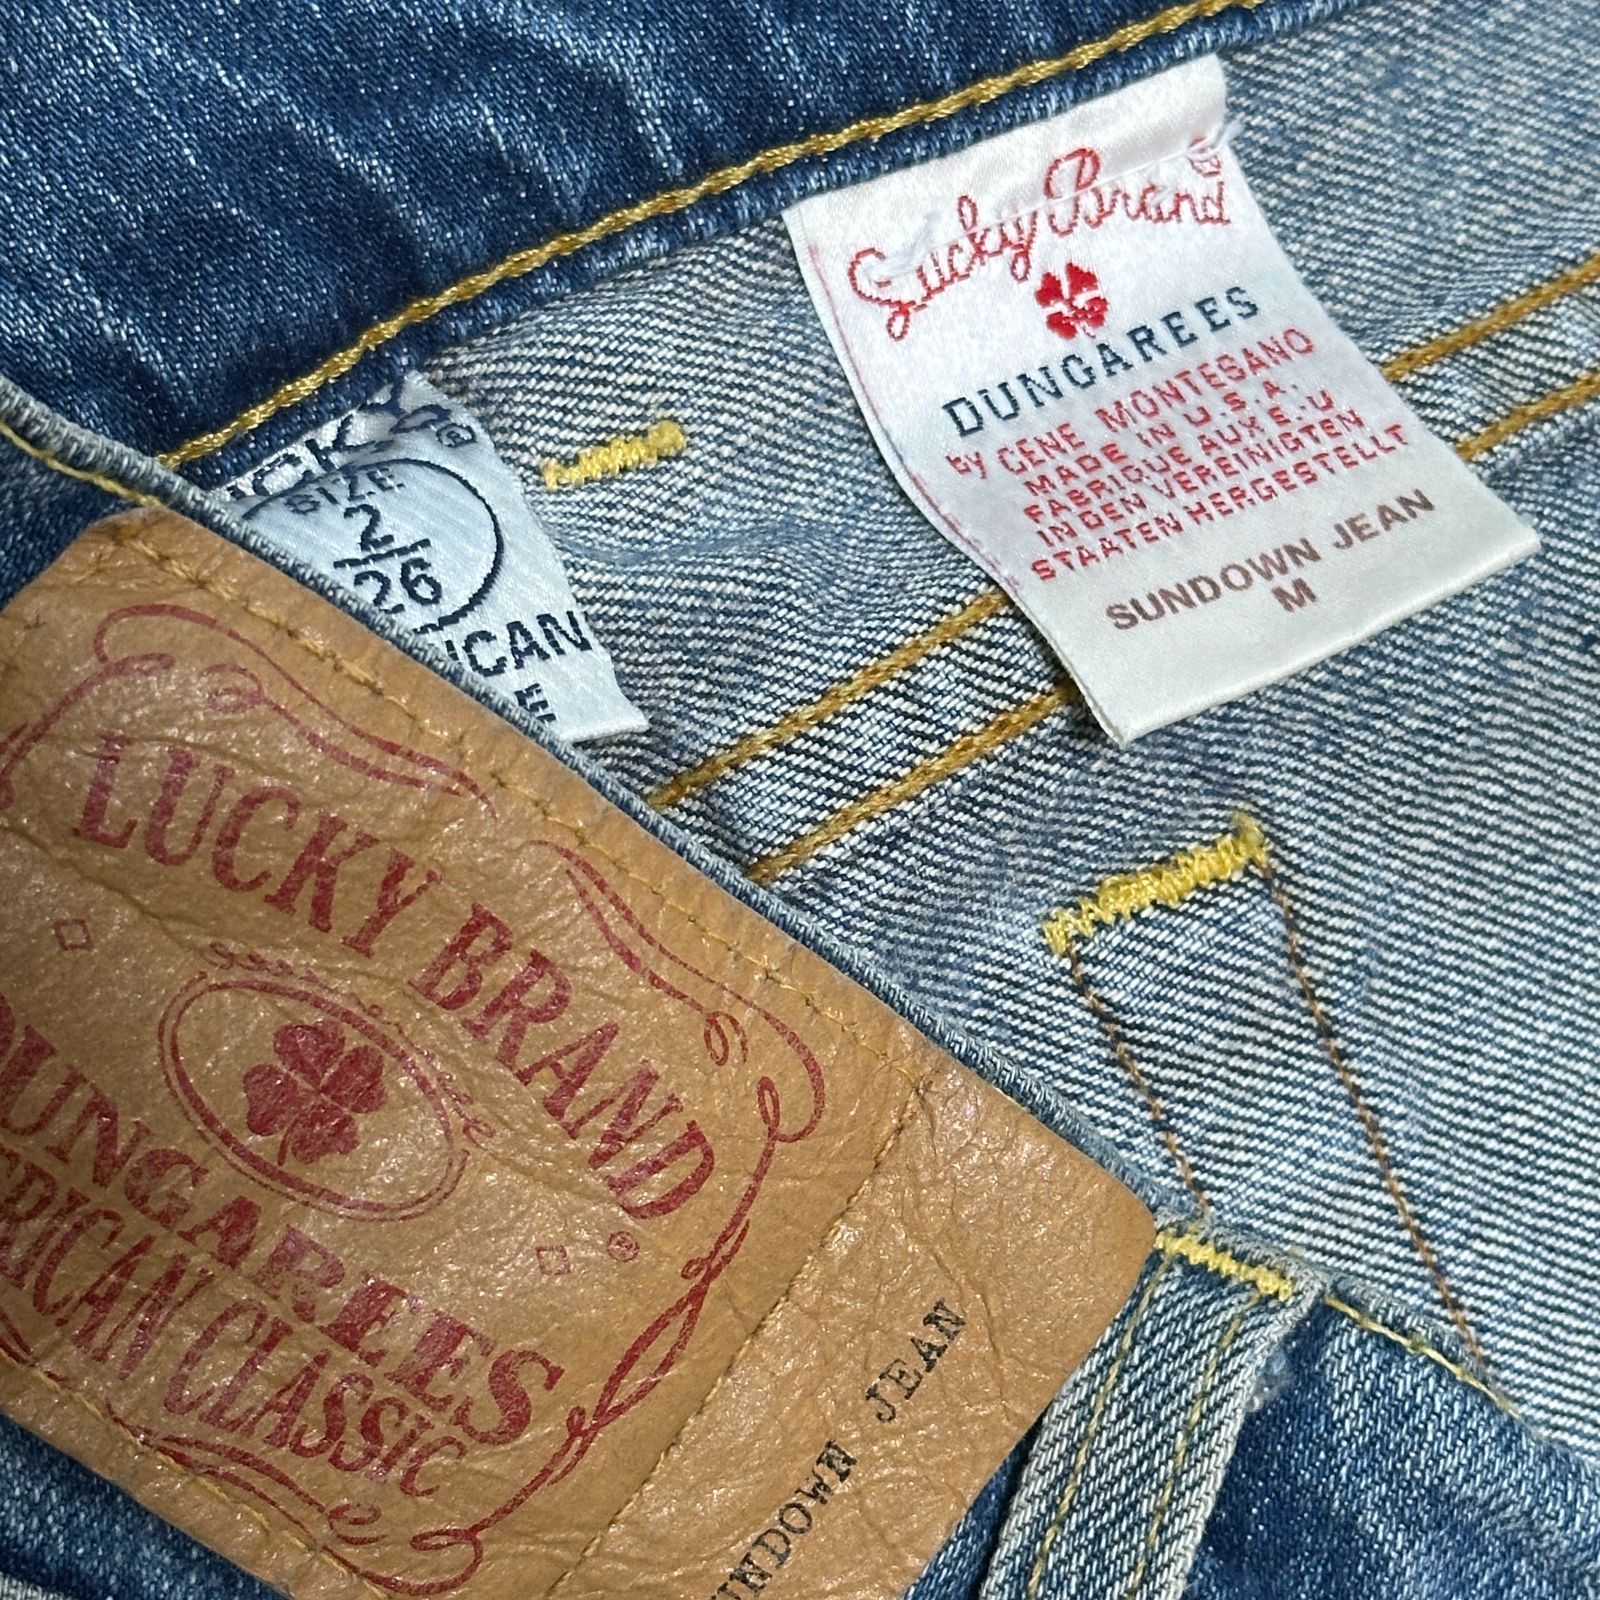 Lucky Brand®
DUNGAREES
by GENE MONTESANO
MADE IN U.S.A.
FABRIQUE AUX E.U
IN DEN VEREINIGTEN
STAATEN HERGESTELLT
SUNDOWN JEAN
M
SIZE
2/26
LUCKY BRAND
®
CLASSIC
SUNDOWN JEAN